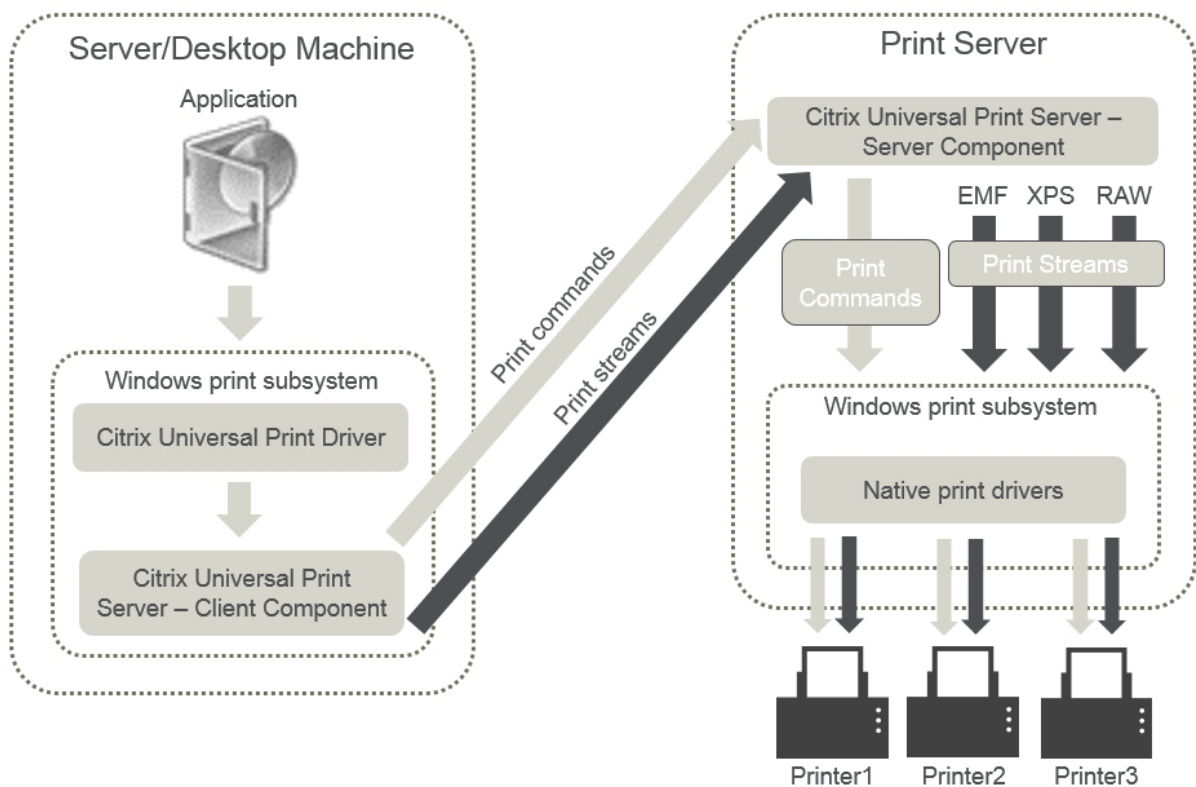 Server/Desktop Machine
Application
Windows print subsystem
Citrix Universal Print Driver
Citrix Universal Print
Server – Client Component
Print commands
Print streams
Print Server
Citrix Universal Print Server –
Server Component
EMF XPS RAW
Print
Commands
Print Streams
Windows print subsystem
Native print drivers
Printer1 Printer2 Printer3